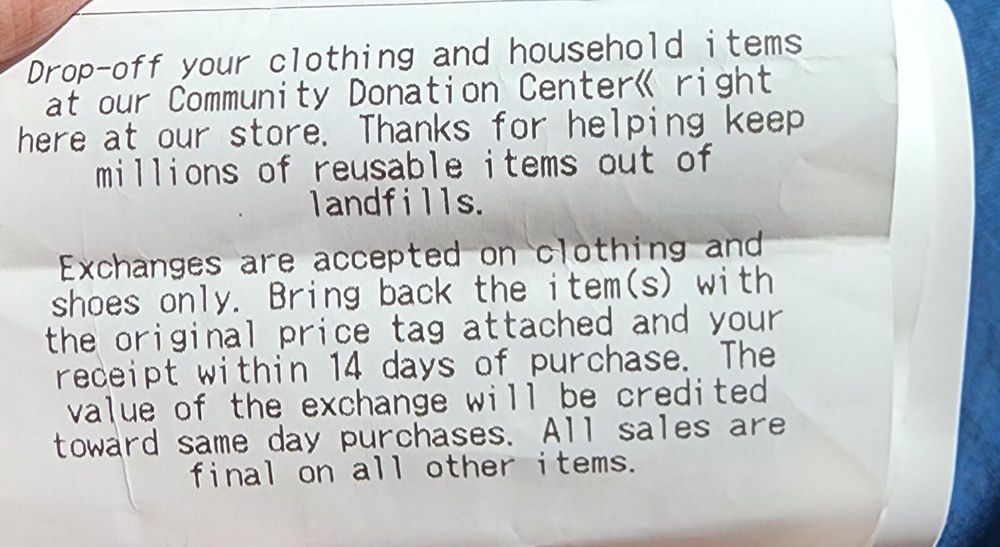 Drop-off your clothing and household items
at our Community Donation Center« right
here at our store. Thanks for helping keep
millions of reusable items out of
landfills.
Exchanges are accepted on clothing and
shoes only. Bring back the item(s) with
the original price tag attached and your
receipt within 14 days of purchase. The
value of the exchange will be credited
toward same day purchases. All sales are
final on all other items.